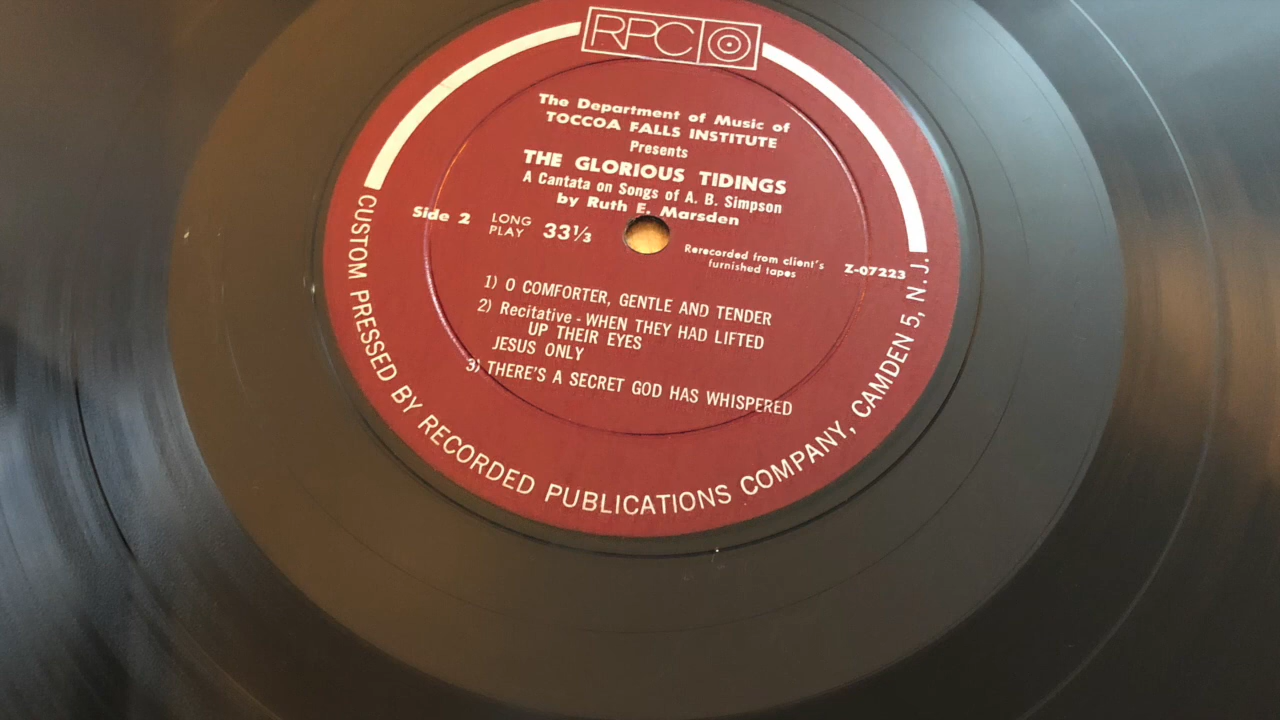 RPC
The Department of Music of
TOCCOA FALLS INSTITUTE
Presents
THE GLORIOUS TIDINGS
A Cantata on Songs of A. B. Simpson
by Ruth E. Marsden
Side 2
LONG
PLAY
33⅓
Rerecorded from client's
furnished tapes
Z-07223
1) O COMFORTER, GENTLE AND TENDER
2) Recitative - WHEN THEY HAD LIFTED
UP THEIR EYES
JESUS ONLY
3) THERE'S A SECRET GOD HAS WHISPERED
CUSTOM PRESSED BY RECORDED PUBLICATIONS COMPANY, CAMDEN 5, N.J.